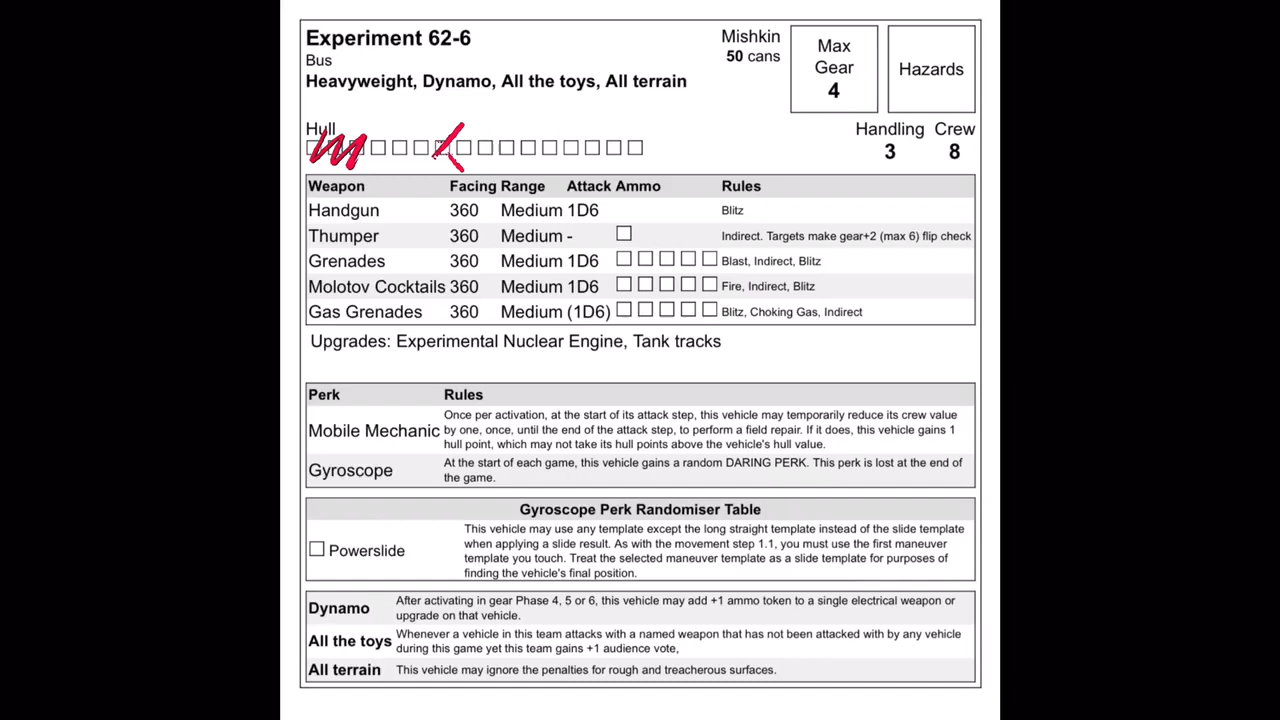 Experiment 62-6
Mishkin
50 cans
Bus
Heavyweight, Dynamo, All the toys, All terrain
Max
Gear
4
Hazards
Hull
Handling Crew
3 8
Weapon Facing Range Attack Ammo Rules
Handgun 360 Medium 1D6 Blitz
Thumper 360 Medium - Indirect. Targets make gear+2 (max 6) flip check
Grenades 360 Medium 1D6 Blast, Indirect, Blitz
Molotov Cocktails 360 Medium 1D6 Fire, Indirect, Blitz
Gas Grenades 360 Medium (1D6) Blitz, Choking Gas, Indirect
Upgrades: Experimental Nuclear Engine, Tank tracks
Perk Rules
Mobile Mechanic
Once per activation, at the start of its attack step, this vehicle may temporarily reduce its crew value
by one, once, until the end of the attack step, to perform a field repair. If it does, this vehicle gains 1
hull point, which may not take its hull points above the vehicle's hull value.
Gyroscope
At the start of each game, this vehicle gains a random DARING PERK. This perk is lost at the end of
the game.
Gyroscope Perk Randomiser Table
Powerslide
This vehicle may use any template except the long straight template instead of the slide template
when applying a slide result. As with the movement step 1.1, you must use the first maneuver
template you touch. Treat the selected maneuver template as a slide template for purposes of
finding the vehicle's final position.
Dynamo
After activating in gear Phase 4, 5 or 6, this vehicle may add +1 ammo token to a single electrical weapon or
upgrade on that vehicle.
All the toys
Whenever a vehicle in this team attacks with a named weapon that has not been attacked with by any vehicle
during this game yet this team gains +1 audience vote,
All terrain This vehicle may ignore the penalties for rough and treacherous surfaces.